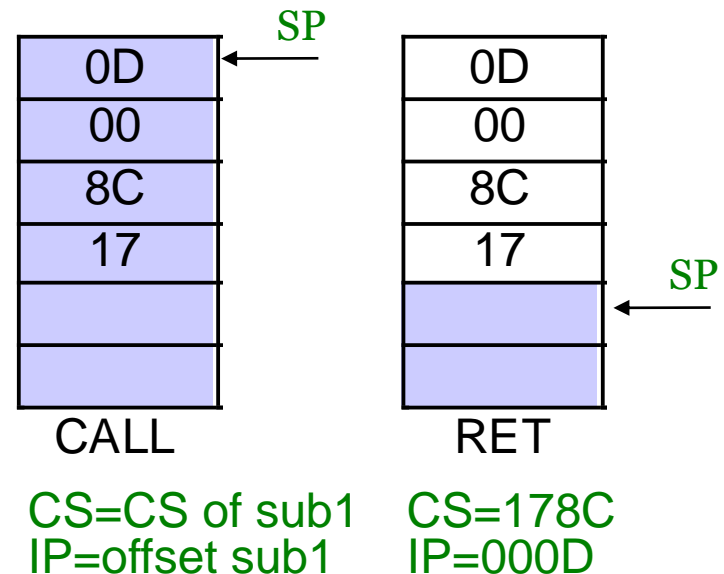 SP
0D
00
8C
17
CALL
CS=CS of sub1
IP=offset sub1
0D
00
8C
17
SP
RET
CS=178C
IP=000D